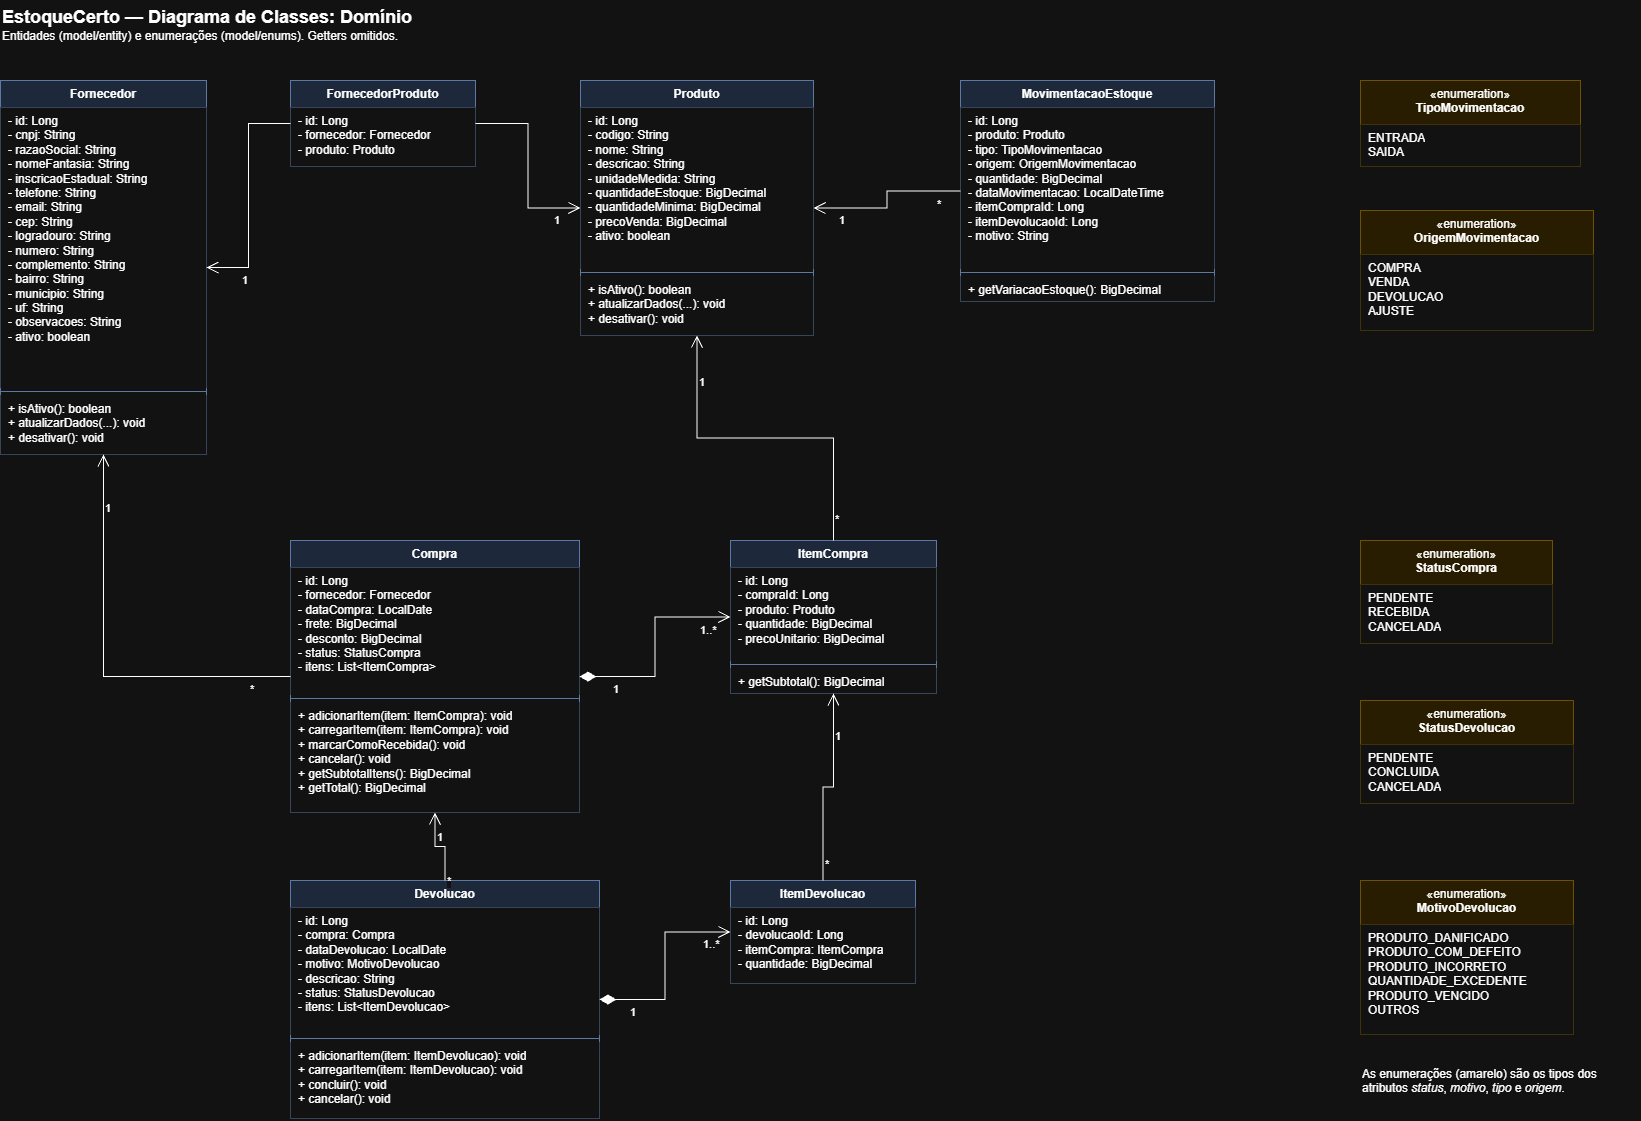 EstoqueCerto — Diagrama de Classes: Domínio
Entidades (model/entity) e enumerações (model/enums). Getters omitidos.
Fornecedor
- id: Long
- cnpj: String
- razaoSocial: String
- nomeFantasia: String
- inscricaoEstadual: String
- telefone: String
- email: String
- cep: String
- logradouro: String
- numero: String
- complemento: String
- bairro: String
- municipio: String
- uf: String
- observacoes: String
- ativo: boolean
+ isAtivo(): boolean
+ atualizarDados(...): void
+ desativar(): void
FornecedorProduto
- id: Long
- fornecedor: Fornecedor
- produto: Produto
1
1
Produto
- id: Long
- codigo: String
- nome: String
- descricao: String
- unidadeMedida: String
- quantidadeEstoque: BigDecimal
- quantidadeMinima: BigDecimal
- precoVenda: BigDecimal
- ativo: boolean
+ isAtivo(): boolean
+ atualizarDados(...): void
+ desativar(): void
1
*
MovimentacaoEstoque
- id: Long
- produto: Produto
- tipo: TipoMovimentacao
- origem: OrigemMovimentacao
- quantidade: BigDecimal
- dataMovimentacao: LocalDateTime
- itemCompraId: Long
- itemDevolucaoId: Long
- motivo: String
+ getVariacaoEstoque(): BigDecimal
«enumeration»
TipoMovimentacao
ENTRADA
SAIDA
«enumeration»
OrigemMovimentacao
COMPRA
VENDA
DEVOLUCAO
AJUSTE
1
*
1
*
Compra
- id: Long
- fornecedor: Fornecedor
- dataCompra: LocalDate
- frete: BigDecimal
- desconto: BigDecimal
- status: StatusCompra
- itens: List<ItemCompra>
+ adicionarItem(item: ItemCompra): void
+ carregarItem(item: ItemCompra): void
+ marcarComoRecebida(): void
+ cancelar(): void
+ getSubtotalItens(): BigDecimal
+ getTotal(): BigDecimal
1
1..*
ItemCompra
- id: Long
- compraId: Long
- produto: Produto
- quantidade: BigDecimal
- precoUnitario: BigDecimal
+ getSubtotal(): BigDecimal
«enumeration»
StatusCompra
PENDENTE
RECEBIDA
CANCELADA
«enumeration»
StatusDevolucao
PENDENTE
CONCLUIDA
CANCELADA
1
*
1
*
Devolucao
- id: Long
- compra: Compra
- dataDevolucao: LocalDate
- motivo: MotivoDevolucao
- descricao: String
- status: StatusDevolucao
- itens: List<ItemDevolucao>
+ adicionarItem(item: ItemDevolucao): void
+ carregarItem(item: ItemDevolucao): void
+ concluir(): void
+ cancelar(): void
1
1..*
ItemDevolucao
- id: Long
- devolucaoId: Long
- itemCompra: ItemCompra
- quantidade: BigDecimal
«enumeration»
MotivoDevolucao
PRODUTO_DANIFICADO
PRODUTO_COM_DEFEITO
PRODUTO_INCORRETO
QUANTIDADE_EXCEDENTE
PRODUTO_VENCIDO
OUTROS
As enumerações (amarelo) são os tipos dos
atributos status, motivo, tipo e origem.